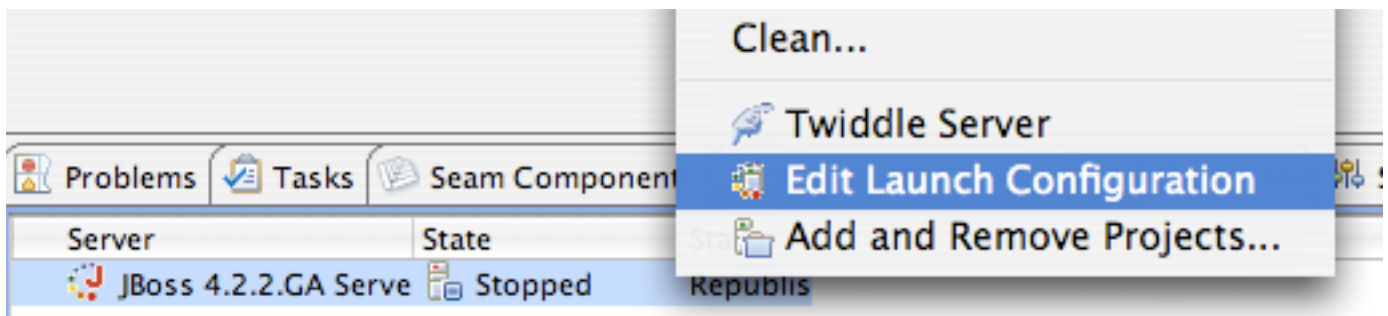 Clean...
Twiddle Server
Edit Launch Configuration
Add and Remove Projects...
Problems Tasks Seam Component
Server State
JBoss 4.2.2.GA Serve Stopped Republis